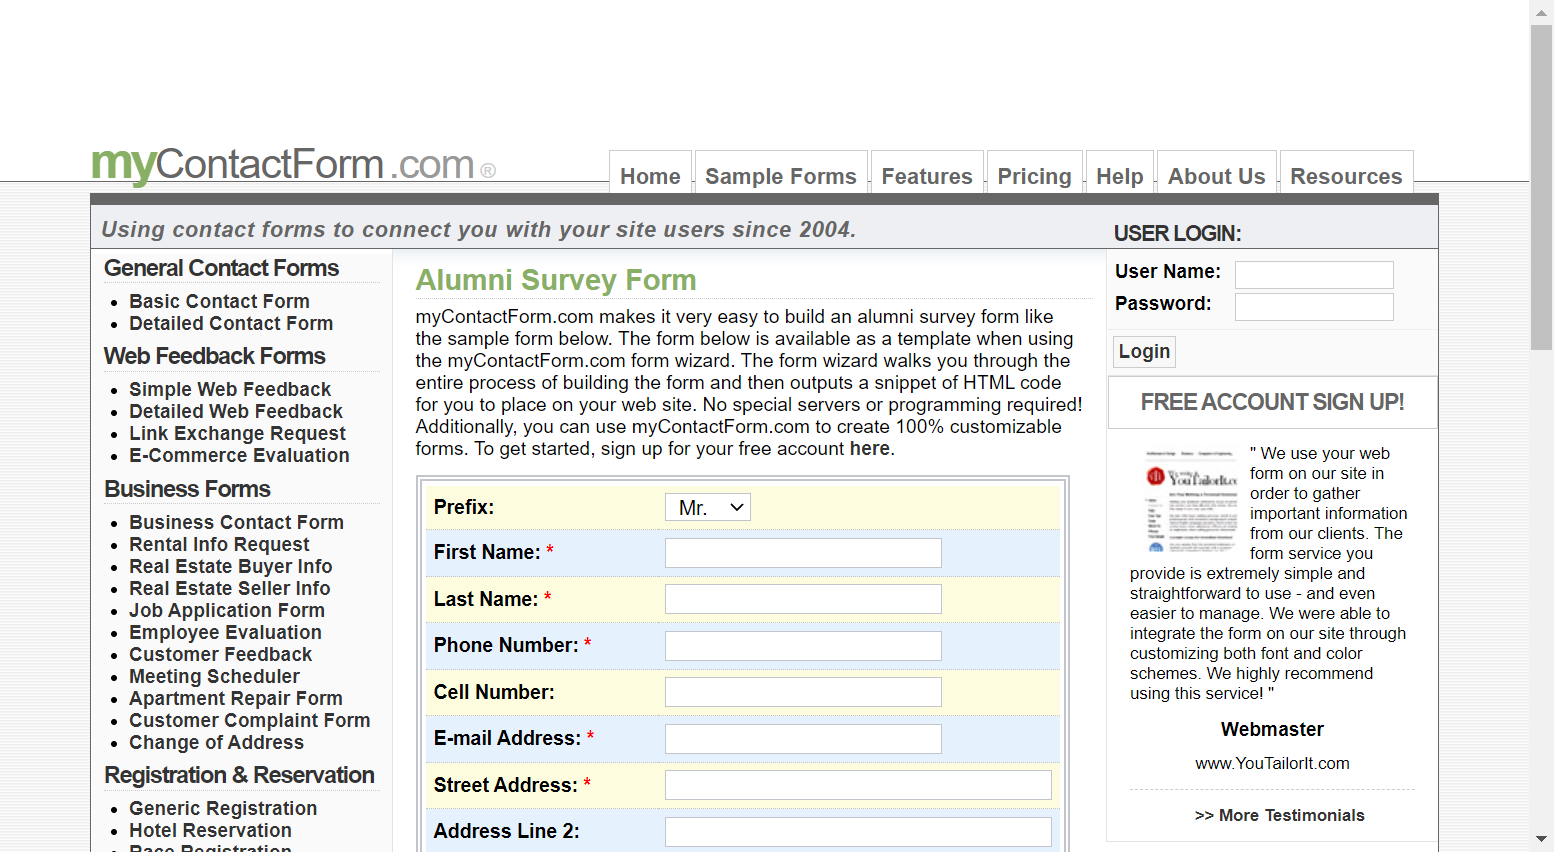 myContactForm.com®
Home
Sample Forms
Features
Pricing
Help
About Us
Resources
Using contact forms to connect you with your site users since 2004.
USER LOGIN:
General Contact Forms
Basic Contact Form
Detailed Contact Form
Web Feedback Forms
Simple Web Feedback
Detailed Web Feedback
Link Exchange Request
E-Commerce Evaluation
Business Forms
Business Contact Form
Rental Info Request
Real Estate Buyer Info
Real Estate Seller Info
Job Application Form
Employee Evaluation
Customer Feedback
Meeting Scheduler
Apartment Repair Form
Customer Complaint Form
Change of Address
Registration & Reservation
Generic Registration
Hotel Reservation
Race Registration
Alumni Survey Form
myContactForm.com makes it very easy to build an alumni survey form like
the sample form below. The form below is available as a template when using
the myContactForm.com form wizard. The form wizard walks you through the
entire process of building the form and then outputs a snippet of HTML code
for you to place on your web site. No special servers or programming required!
Additionally, you can use myContactForm.com to create 100% customizable
forms. To get started, sign up for your free account here.
Prefix: Mr.
First Name: *
Last Name: *
Phone Number: *
Cell Number:
E-mail Address: *
Street Address: *
Address Line 2:
User Name:
Password:
Login
FREE ACCOUNT SIGN UP!
YouTailorIt.co
" We use your web
form on our site in
order to gather
important information
from our clients. The
form service you
provide is extremely simple and
straightforward to use - and even
easier to manage. We were able to
integrate the form on our site through
customizing both font and color
schemes. We highly recommend
using this service! "
Webmaster
www.YouTailorIt.com
>> More Testimonials